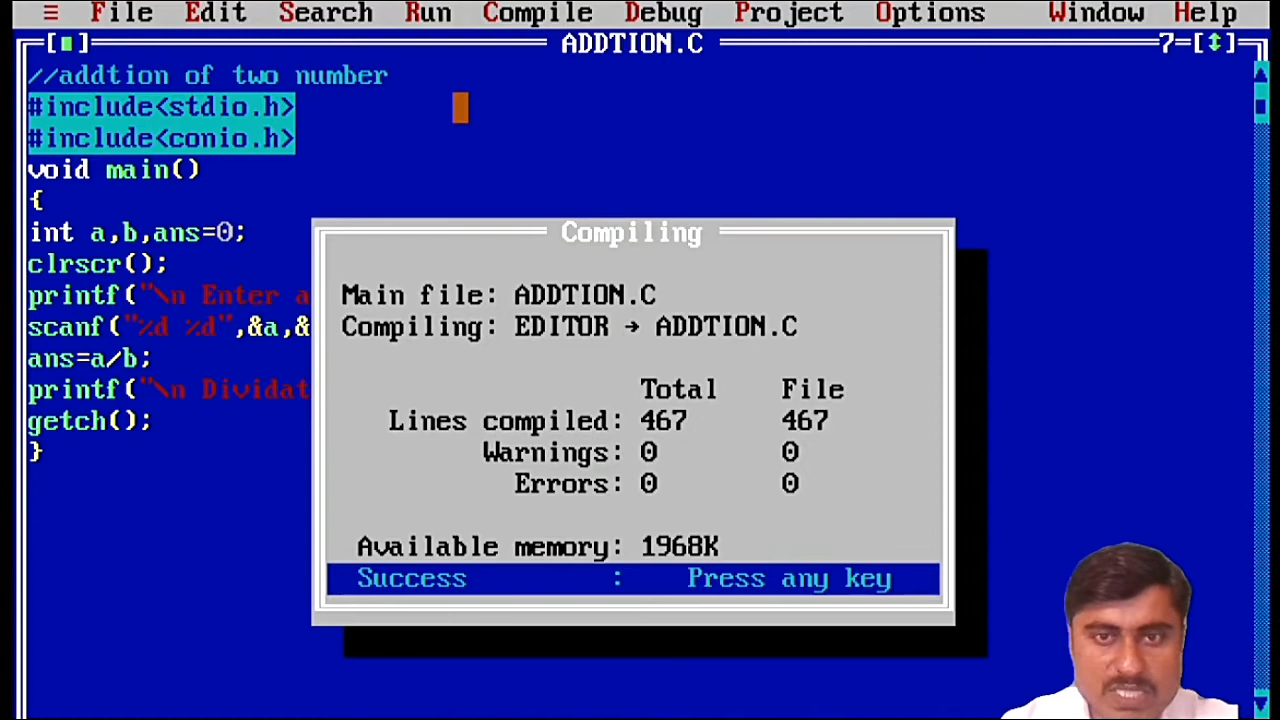 ≡ File Edit Search Run Compile Debug Project Options Window Help
ADDTION.C 7
//addtion of two number
#include<stdio.h>
#include<conio.h>
void main()
{
int a,b,ans=0;
clrscr();
printf("\n Enter a
scanf("%d %d",&a,&
ans=a/b;
printf("\n Dividat
getch();
}
Compiling
Main file: ADDTION.C
Compiling: EDITOR → ADDTION.C
Total File
Lines compiled: 467 467
Warnings: 0 0
Errors: 0 0
Available memory: 1968K
Success : Press any key